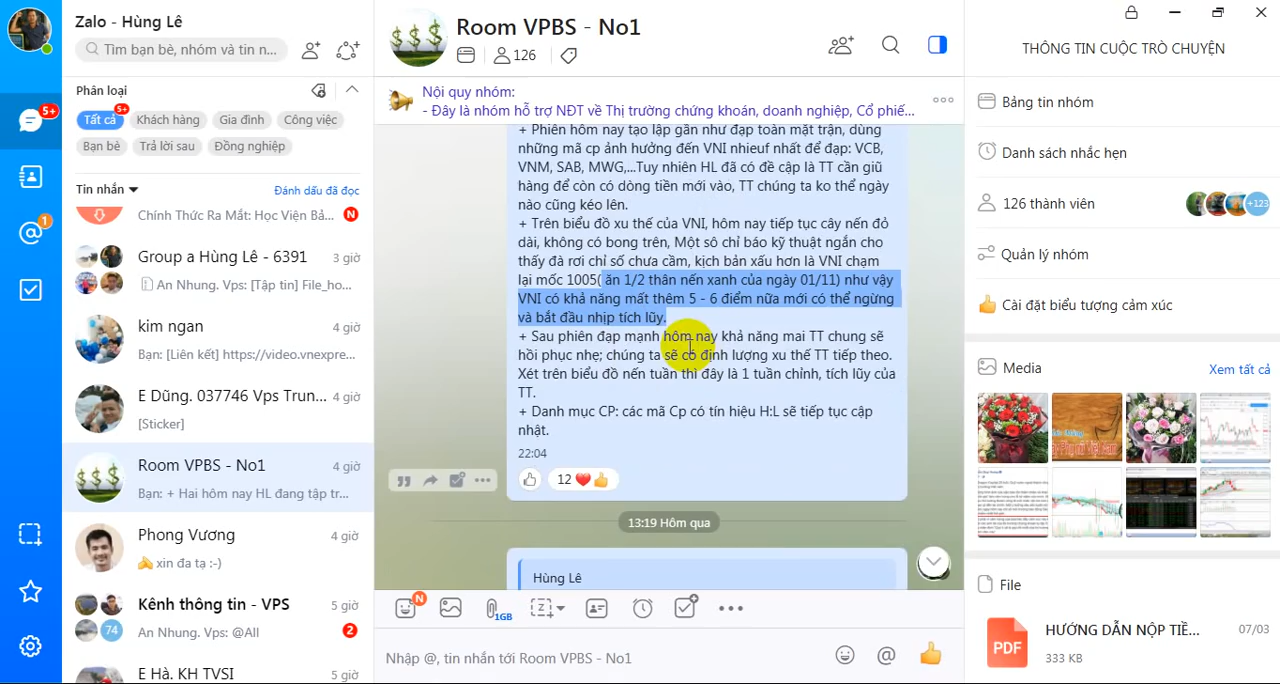 Zalo - Hùng Lê
Tìm bạn bè, nhóm và tin n...
Phân loại
Tất cả
5+
Khách hàng
Gia đình
Công việc
Bạn bè
Trả lời sau
Đồng nghiệp
Tin nhắn
Đánh dấu đã đọc
Chính Thức Ra Mắt: Học Viện Bả...
N
Group a Hùng Lê - 6391
3 giờ
An Nhung. Vps: [Tập tin] File_ho...
kim ngan
4 giờ
Bạn: [Liên kết] https://video.vnexpre...
E Dũng. 037746 Vps Trun...
4 giờ
[Sticker]
Room VPBS - No1
4 giờ
Bạn: + Hai hôm nay HL đang tập tr...
Phong Vương
4 giờ
xin đa tạ :-)
Kênh thông tin - VPS
5 giờ
74
An Nhung. Vps: @All
2
E Hà. KH TVSI
5 giờ
5+
1
Room VPBS - No1
126
Nội quy nhóm:
- Đây là nhóm hỗ trợ NĐT về Thị trường chứng khoán, doanh nghiệp, Cổ phiế...
+ Phiên hôm nay tạo lập gần như đạp toàn mặt trận, dùng
những mã cp ảnh hưởng đến VNI nhieuf nhất để đạp: VCB,
VNM, SAB, MWG,...Tuy nhiên HL đã có đề cập là TT cần giũ
hàng để còn có dòng tiền mới vào, TT chúng ta ko thể ngày
nào cũng kéo lên.
+ Trên biểu đồ xu thế của VNI, hôm nay tiếp tục cây nến đỏ
dài, không có bong trên, Một sô chỉ báo kỹ thuật ngắn cho
thấy đà rơi chỉ số chưa cầm, kịch bản xấu hơn là VNI chạm
lại mốc 1005( ăn 1/2 thân nến xanh của ngày 01/11) như vậy
VNI có khả năng mất thêm 5 - 6 điểm nữa mới có thể ngừng
và bắt đầu nhịp tích lũy.
+ Sau phiên đạp mạnh hôm nay khả năng mai TT chung sẽ
hồi phục nhẹ; chúng ta sẽ có định lượng xu thế TT tiếp theo.
Xét trên biểu đồ nến tuần thì đây là 1 tuần chỉnh, tích lũy của
TT.
+ Danh mục CP: các mã Cp có tín hiệu H:L sẽ tiếp tục cập
nhật.
22:04
12
13:19 Hôm qua
Hùng Lê
N
1GB
Nhập @, tin nhắn tới Room VPBS - No1
THÔNG TIN CUỘC TRÒ CHUYỆN
Bảng tin nhóm
Danh sách nhắc hẹn
126 thành viên
+123
Quản lý nhóm
Cài đặt biểu tượng cảm xúc
Media
Xem tất cả
File
PDF
HƯỚNG DẪN NỘP TIỀ...
07/03
333 KB